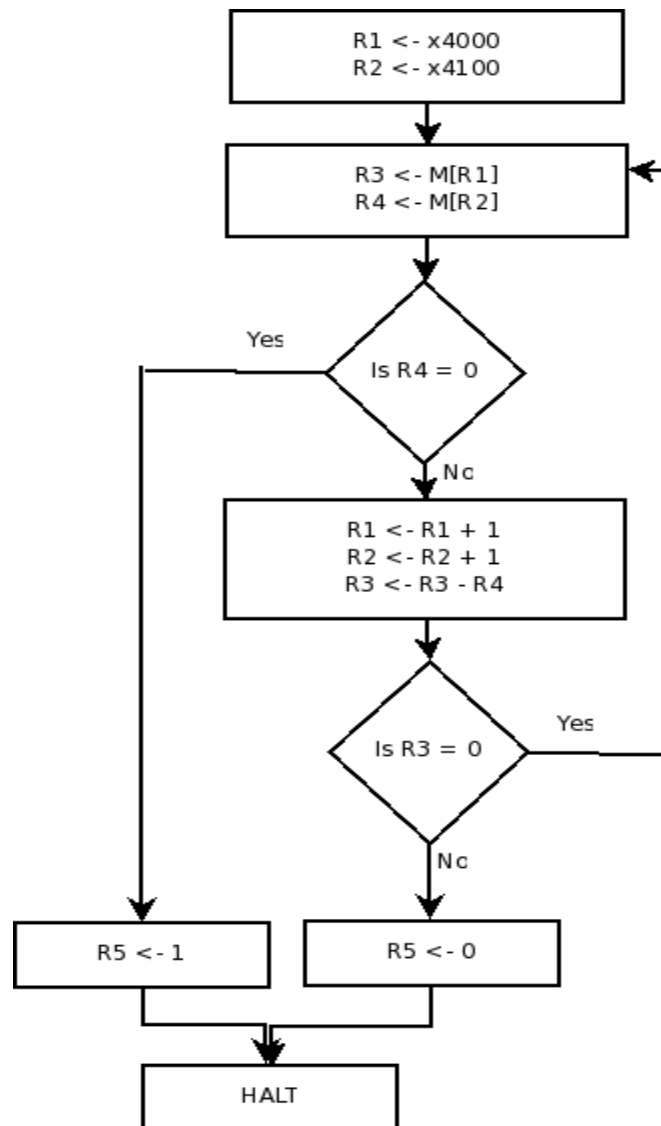 R1 <- x4000
R2 <- x4100
R3 <- M[R1]
R4 <- M[R2]
Yes
Is R4 = 0
No
R1 <- R1 + 1
R2 <- R2 + 1
R3 <- R3 - R4
Yes
Is R3 = 0
No
R5 <- 1
R5 <- 0
HALT